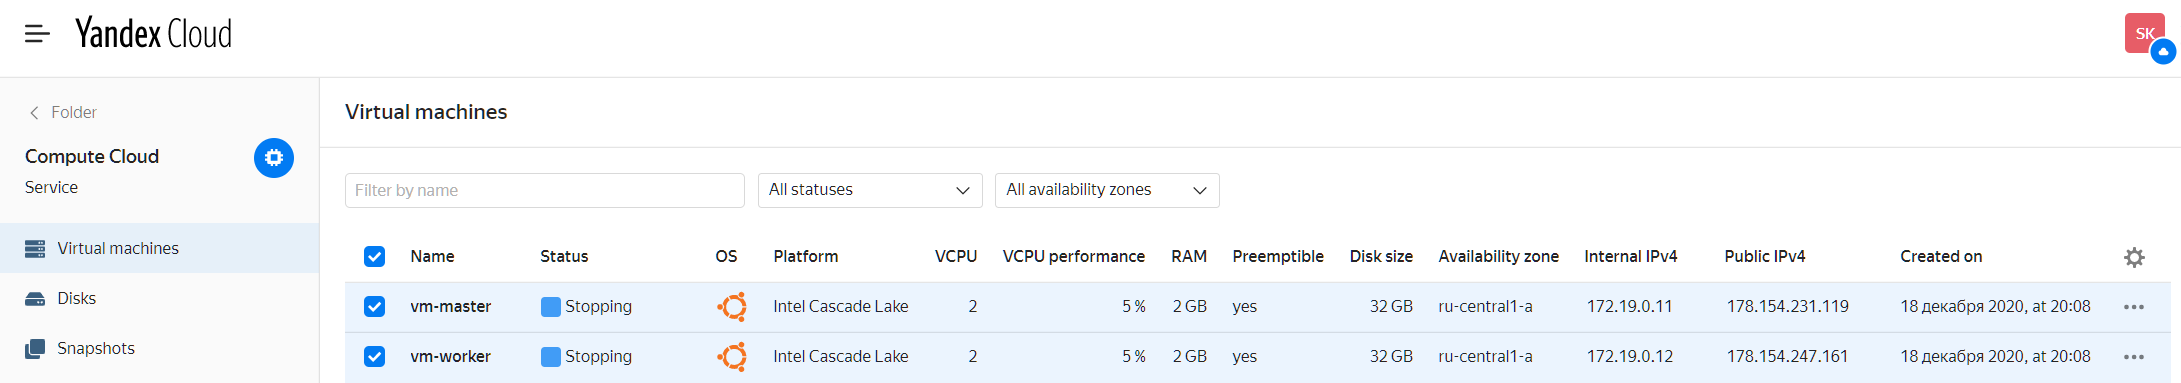 Yandex Cloud
SK
Folder
Compute Cloud
Service
Virtual machines
Disks
Snapshots
Virtual machines
Filter by name All statuses All availability zones
Name Status OS Platform VCPU VCPU performance RAM Preemptible Disk size Availability zone Internal IPv4 Public IPv4 Created on
vm-master Stopping Intel Cascade Lake 2 5 % 2 GB yes 32 GB ru-central1-a 172.19.0.11 178.154.231.119 18 декабря 2020, at 20:08
vm-worker Stopping Intel Cascade Lake 2 5 % 2 GB yes 32 GB ru-central1-a 172.19.0.12 178.154.247.161 18 декабря 2020, at 20:08